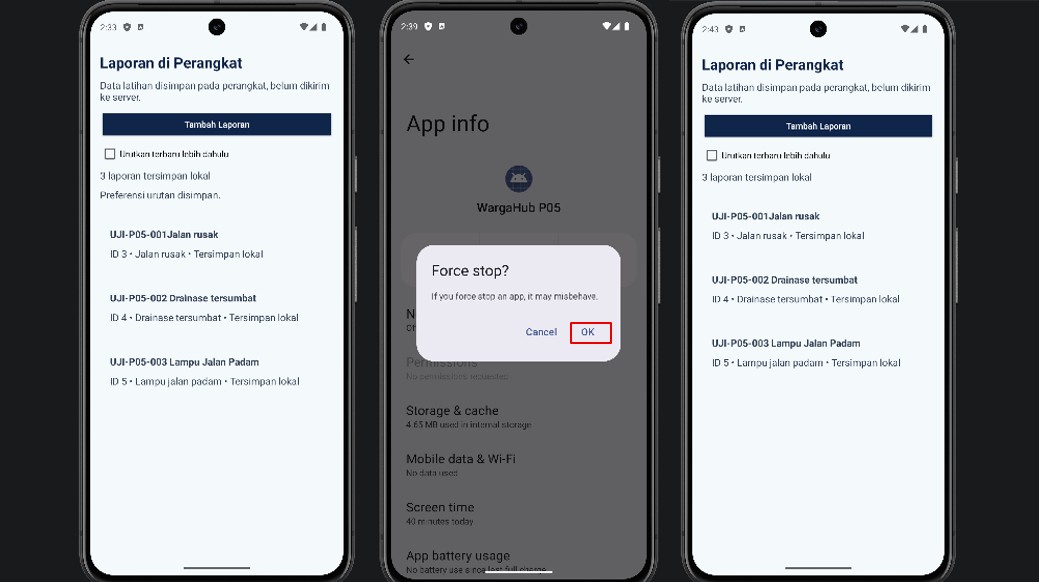 2:33
Laporan di Perangkat
Data latihan disimpan pada perangkat, belum dikirim
ke server.
Tambah Laporan
Urutkan terbaru lebih dahulu
3 laporan tersimpan lokal
Preferensi urutan disimpan.
UJI-P05-001Jalan rusak
ID 3 • Jalan rusak • Tersimpan lokal
UJI-P05-002 Drainase tersumbat
ID 4 • Drainase tersumbat • Tersimpan lokal
UJI-P05-003 Lampu Jalan Padam
ID 5 • Lampu jalan padam • Tersimpan lokal
2:39
App info
WargaHub P05
Force stop?
If you force stop an app, it may misbehave.
Cancel
OK
Permissions
No permissions requested
Storage & cache
4.65 MB used in internal storage
Mobile data & Wi-Fi
No data used
Screen time
40 minutes today
App battery usage
No battery use since last full charge
2:43
Laporan di Perangkat
Data latihan disimpan pada perangkat, belum dikirim
ke server.
Tambah Laporan
Urutkan terbaru lebih dahulu
3 laporan tersimpan lokal
UJI-P05-001Jalan rusak
ID 3 • Jalan rusak • Tersimpan lokal
UJI-P05-002 Drainase tersumbat
ID 4 • Drainase tersumbat • Tersimpan lokal
UJI-P05-003 Lampu Jalan Padam
ID 5 • Lampu jalan padam • Tersimpan lokal